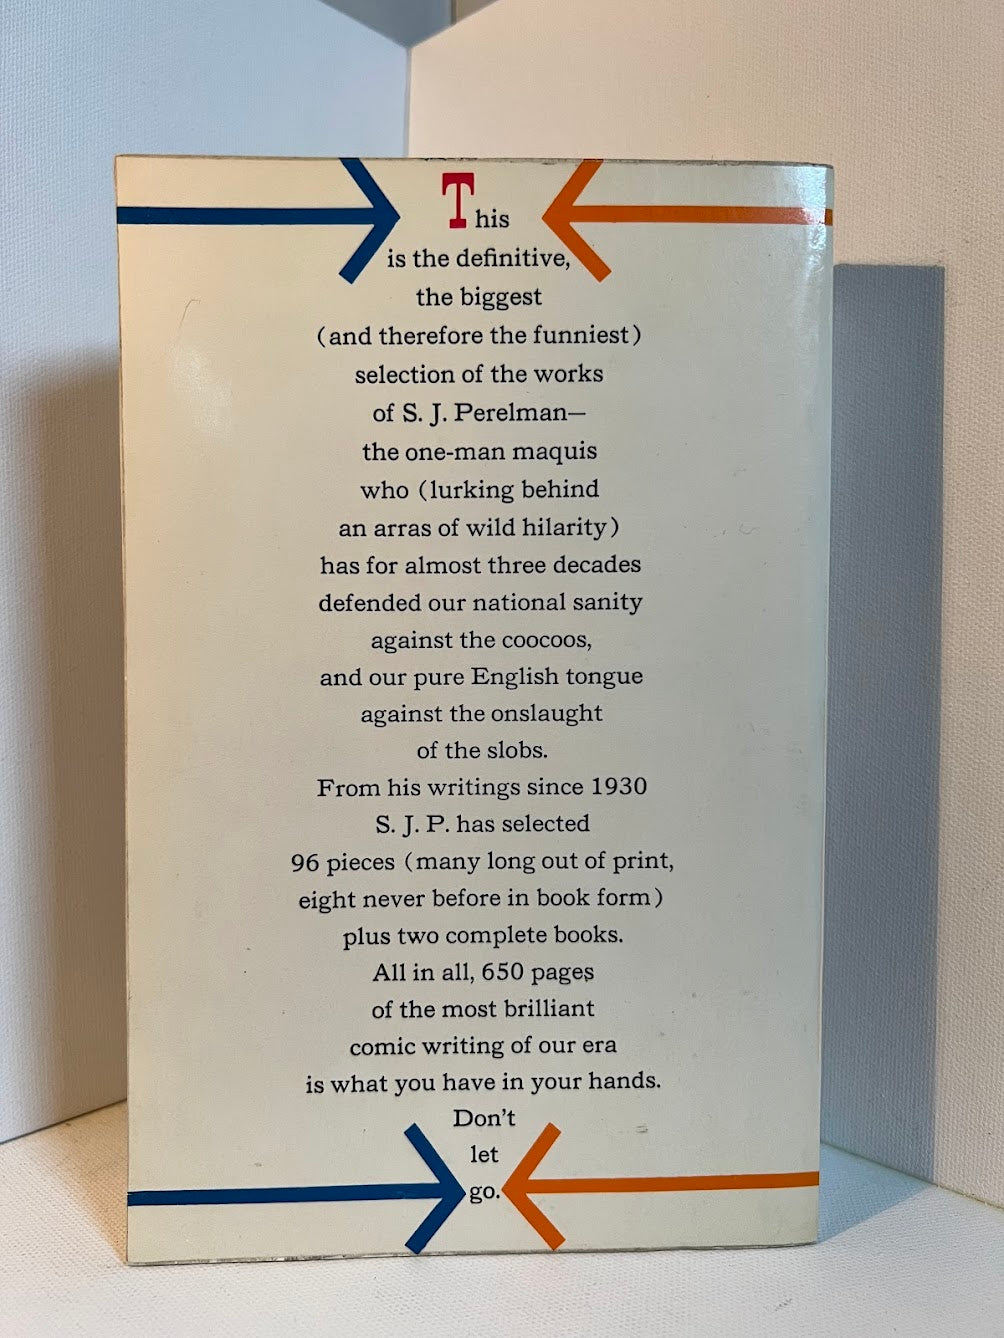 This
is the definitive,
the biggest
(and therefore the funniest)
selection of the works
of S. J. Perelman—
the one-man maquis
who (lurking behind
an arras of wild hilarity)
has for almost three decades
defended our national sanity
against the coocoos,
and our pure English tongue
against the onslaught
of the slobs.
From his writings since 1930
S. J. P. has selected
96 pieces (many long out of print,
eight never before in book form)
plus two complete books.
All in all, 650 pages
of the most brilliant
comic writing of our era
is what you have in your hands.
Don't
let
go.